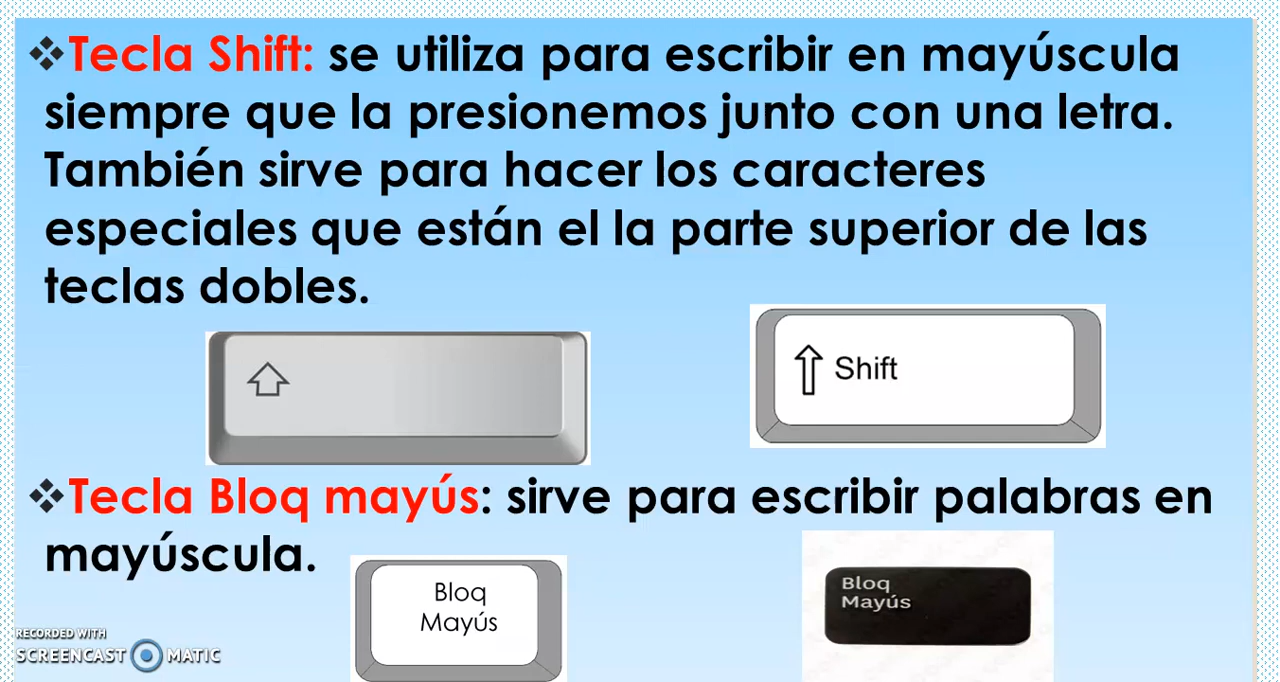 ❖Tecla Shift: se utiliza para escribir en mayúscula
siempre que la presionemos junto con una letra.
También sirve para hacer los caracteres
especiales que están el la parte superior de las
teclas dobles.
⇧ Shift
❖Tecla Bloq mayús: sirve para escribir palabras en
mayúscula.
Bloq
Mayús
Bloq
Mayús
RECORDED WITH
SCREENCAST MATIC